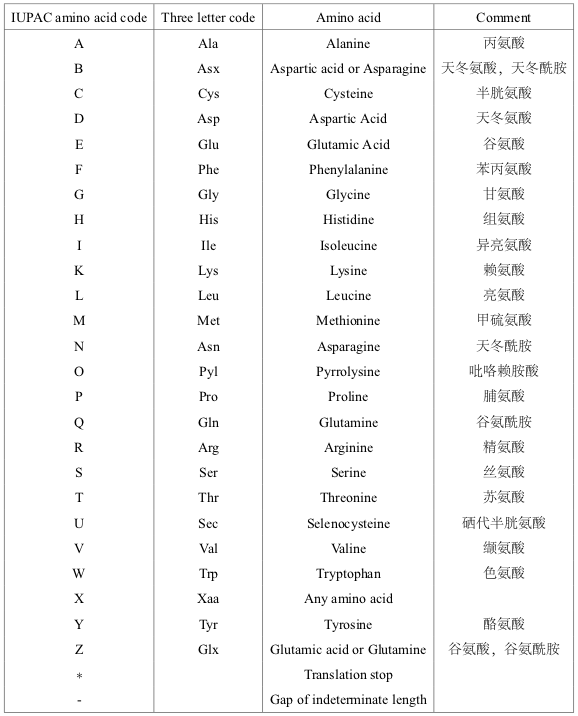 IUPAC amino acid code Three letter code Amino acid Comment
A Ala Alanine 丙氨酸
B Asx Aspartic acid or Asparagine 天冬氨酸，天冬酰胺
C Cys Cysteine 半胱氨酸
D Asp Aspartic Acid 天冬氨酸
E Glu Glutamic Acid 谷氨酸
F Phe Phenylalanine 苯丙氨酸
G Gly Glycine 甘氨酸
H His Histidine 组氨酸
I Ile Isoleucine 异亮氨酸
K Lys Lysine 赖氨酸
L Leu Leucine 亮氨酸
M Met Methionine 甲硫氨酸
N Asn Asparagine 天冬酰胺
O Pyl Pyrrolysine 吡咯赖胺酸
P Pro Proline 脯氨酸
Q Gln Glutamine 谷氨酰胺
R Arg Arginine 精氨酸
S Ser Serine 丝氨酸
T Thr Threonine 苏氨酸
U Sec Selenocysteine 硒代半胱氨酸
V Val Valine 缬氨酸
W Trp Tryptophan 色氨酸
X Xaa Any amino acid
Y Tyr Tyrosine 酪氨酸
Z Glx Glutamic acid or Glutamine 谷氨酸，谷氨酰胺
* Translation stop
- Gap of indeterminate length